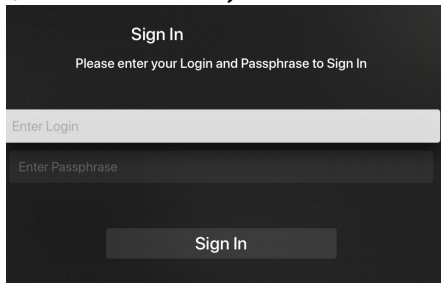 Sign In
Please enter your Login and Passphrase to Sign In
Enter Login
Enter Passphrase
Sign In